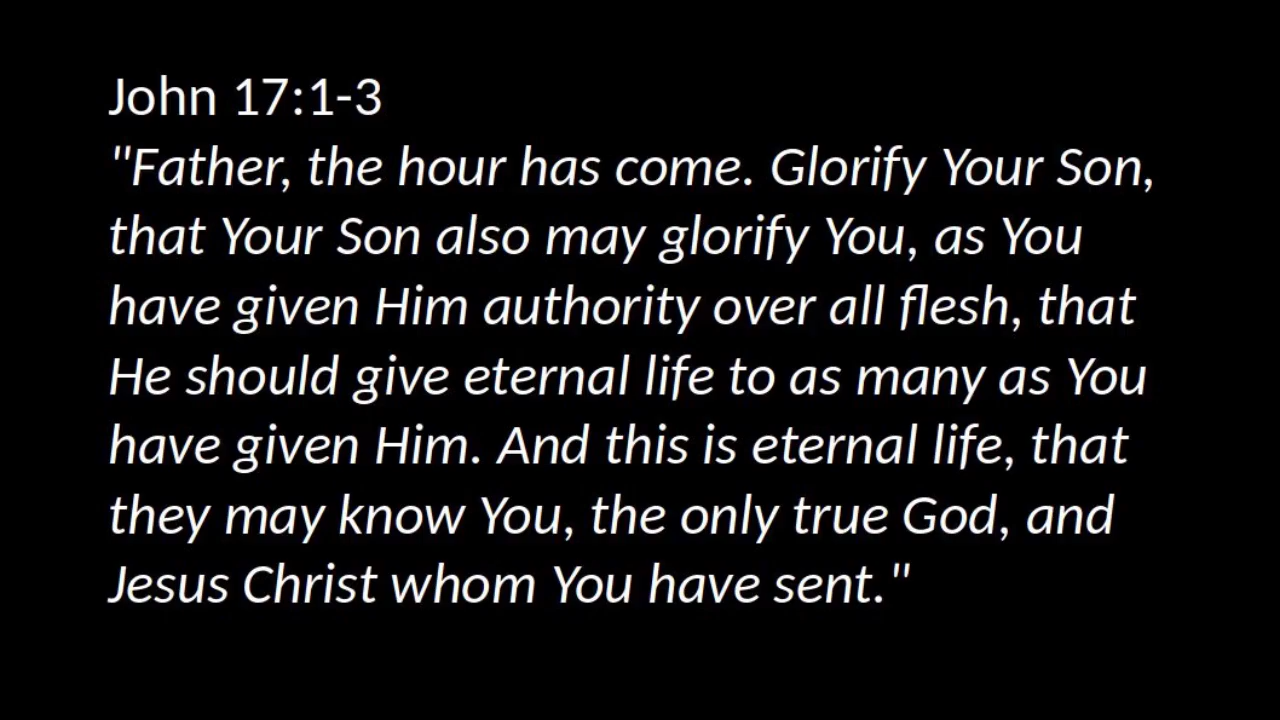 John 17:1-3
"Father, the hour has come. Glorify Your Son,
that Your Son also may glorify You, as You
have given Him authority over all flesh, that
He should give eternal life to as many as You
have given Him. And this is eternal life, that
they may know You, the only true God, and
Jesus Christ whom You have sent."